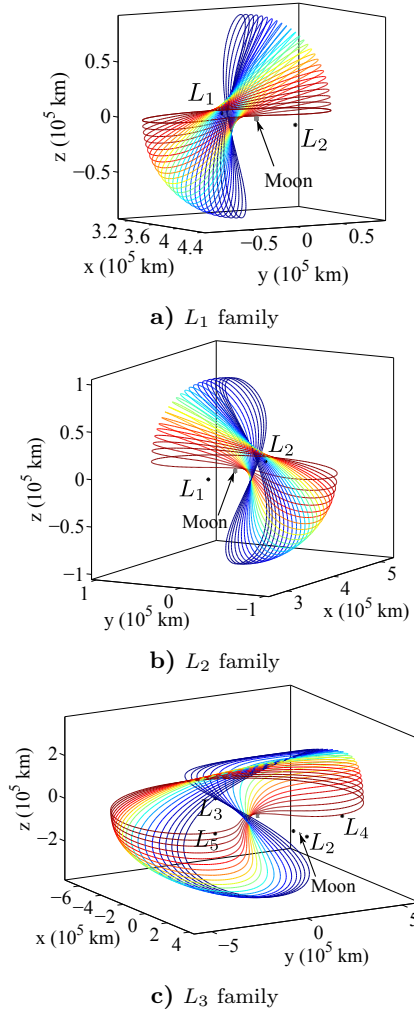 0.5
0
−0.5
z (10⁵ km)
L₁
L₂
Moon
3.2
3.6
4
4.4
x (10⁵ km)
−0.5
0
0.5
y (10⁵ km)
a) L₁ family
1
0.5
0
−0.5
−1
z (10⁵ km)
L₂
L₁
Moon
1
0
−1
y (10⁵ km)
3
4
5
x (10⁵ km)
b) L₂ family
2
0
−2
z (10⁵ km)
L₃
L₅
L₄
L₂
Moon
−6
−4
−2
0
2
4
x (10⁵ km)
−5
0
5
y (10⁵ km)
c) L₃ family